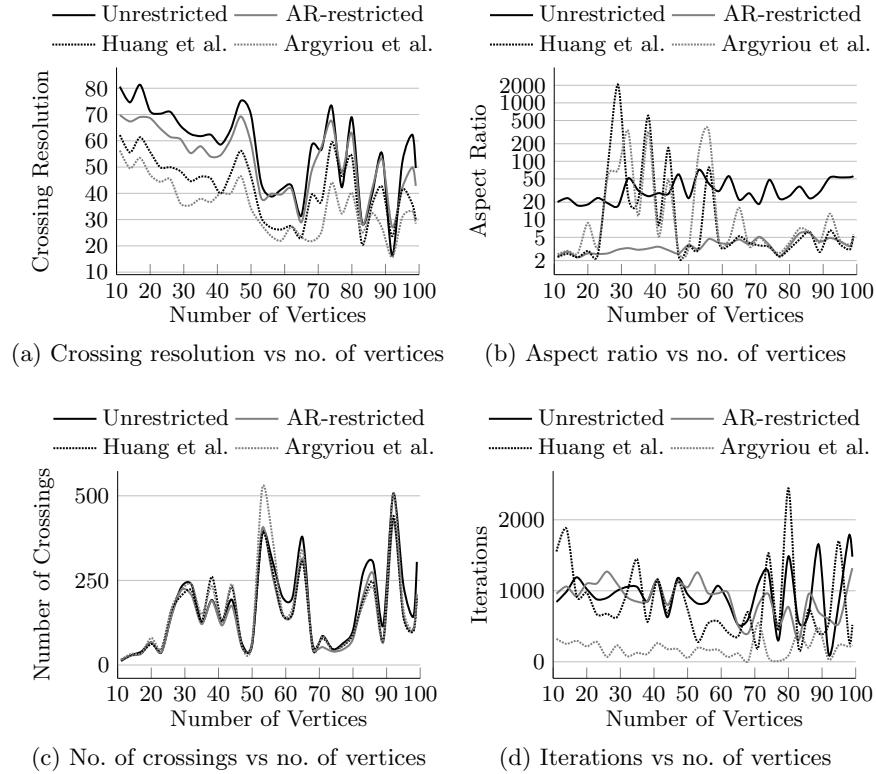 Unrestricted AR-restricted
Huang et al. Argyriou et al.
Crossing Resolution
80
70
60
50
40
30
20
10
10 20 30 40 50 60 70 80 90 100
Number of Vertices
(a) Crossing resolution vs no. of vertices
Unrestricted AR-restricted
Huang et al. Argyriou et al.
Aspect Ratio
2000
1000
500
200
100
50
20
10
5
2
10 20 30 40 50 60 70 80 90 100
Number of Vertices
(b) Aspect ratio vs no. of vertices
Unrestricted AR-restricted
Huang et al. Argyriou et al.
Number of Crossings
500
250
0
10 20 30 40 50 60 70 80 90 100
Number of Vertices
(c) No. of crossings vs no. of vertices
Unrestricted AR-restricted
Huang et al. Argyriou et al.
Iterations
2000
1000
0
10 20 30 40 50 60 70 80 90 100
Number of Vertices
(d) Iterations vs no. of vertices